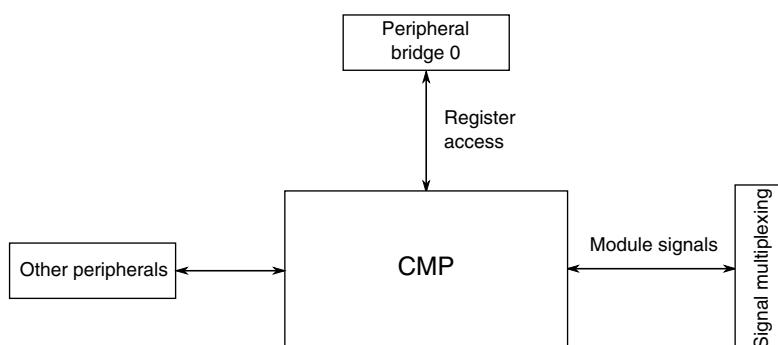 Peripheral
bridge 0
Register
access
Other peripherals
CMP
Module signals
Signal multiplexing